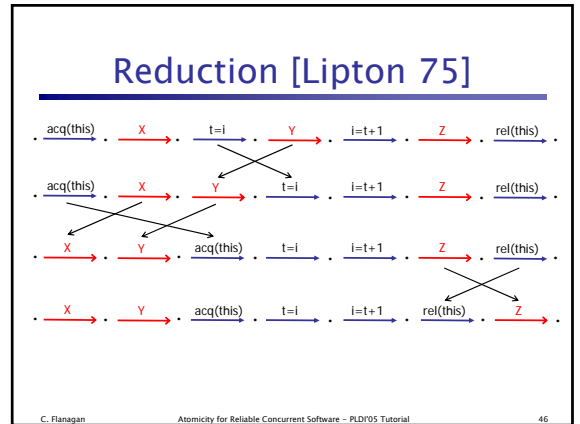 Reduction [Lipton 75]
acq(this) X t=i Y i=t+1 Z rel(this)
acq(this) X Y t=i i=t+1 Z rel(this)
X Y acq(this) t=i i=t+1 Z rel(this)
X Y acq(this) t=i i=t+1 rel(this) Z
C. Flanagan Atomicity for Reliable Concurrent Software – PLDI'05 Tutorial 46